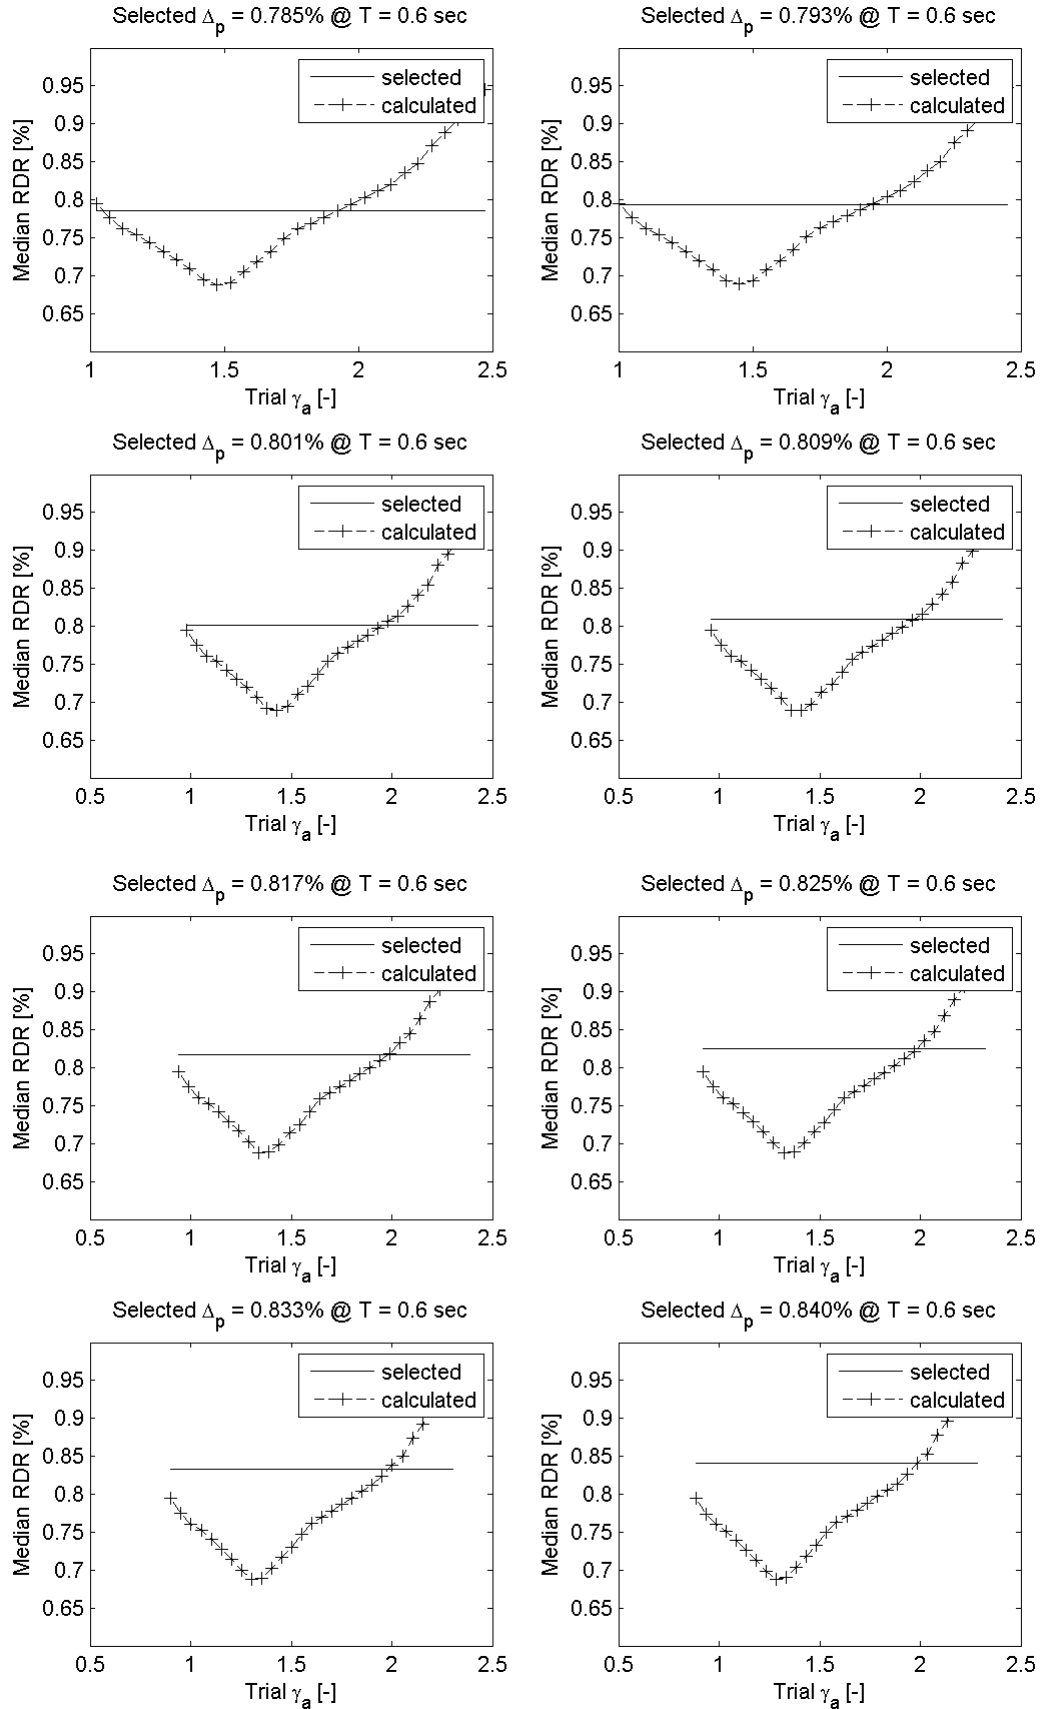 Selected Δp = 0.785% @ T = 0.6 sec
selected
calculated
0.95
0.9
0.85
0.8
0.75
0.7
0.65
Median RDR [%]
1
1.5
2
2.5
Trial γa [-]
Selected Δp = 0.793% @ T = 0.6 sec
selected
calculated
0.95
0.9
0.85
0.8
0.75
0.7
0.65
Median RDR [%]
1
1.5
2
2.5
Trial γa [-]
Selected Δp = 0.801% @ T = 0.6 sec
selected
calculated
0.95
0.9
0.85
0.8
0.75
0.7
0.65
Median RDR [%]
0.5
1
1.5
2
2.5
Trial γa [-]
Selected Δp = 0.809% @ T = 0.6 sec
selected
calculated
0.95
0.9
0.85
0.8
0.75
0.7
0.65
Median RDR [%]
0.5
1
1.5
2
2.5
Trial γa [-]
Selected Δp = 0.817% @ T = 0.6 sec
selected
calculated
0.95
0.9
0.85
0.8
0.75
0.7
0.65
Median RDR [%]
0.5
1
1.5
2
2.5
Trial γa [-]
Selected Δp = 0.825% @ T = 0.6 sec
selected
calculated
0.95
0.9
0.85
0.8
0.75
0.7
0.65
Median RDR [%]
0.5
1
1.5
2
2.5
Trial γa [-]
Selected Δp = 0.833% @ T = 0.6 sec
selected
calculated
0.95
0.9
0.85
0.8
0.75
0.7
0.65
Median RDR [%]
0.5
1
1.5
2
2.5
Trial γa [-]
Selected Δp = 0.840% @ T = 0.6 sec
selected
calculated
0.95
0.9
0.85
0.8
0.75
0.7
0.65
Median RDR [%]
0.5
1
1.5
2
2.5
Trial γa [-]